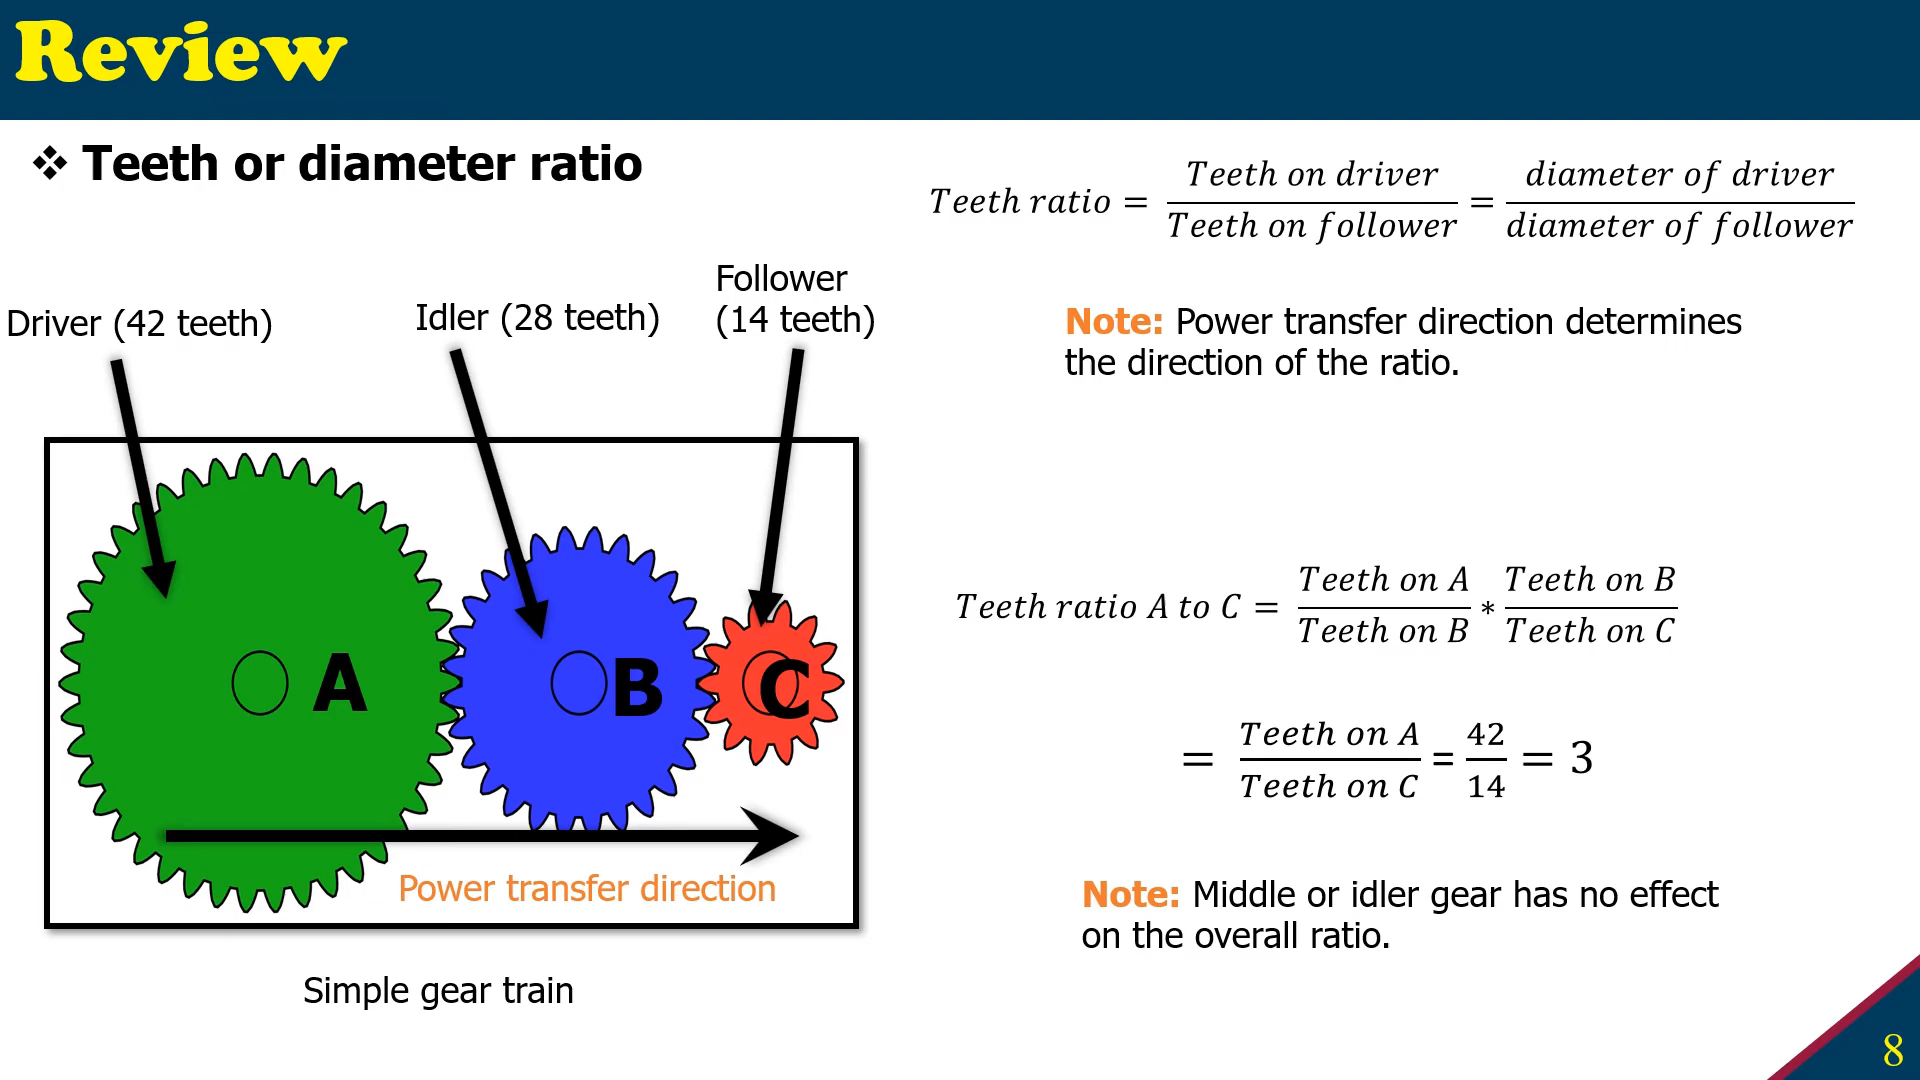 Review
❖ Teeth or diameter ratio
Teeth ratio = Teeth on driver / Teeth on follower = diameter of driver / diameter of follower
Driver (42 teeth)
Idler (28 teeth)
Follower
(14 teeth)
Note: Power transfer direction determines
the direction of the ratio.
A
B
C
Power transfer direction
Simple gear train
Teeth ratio A to C = Teeth on A / Teeth on B * Teeth on B / Teeth on C
= Teeth on A / Teeth on C = 42 / 14 = 3
Note: Middle or idler gear has no effect
on the overall ratio.
8